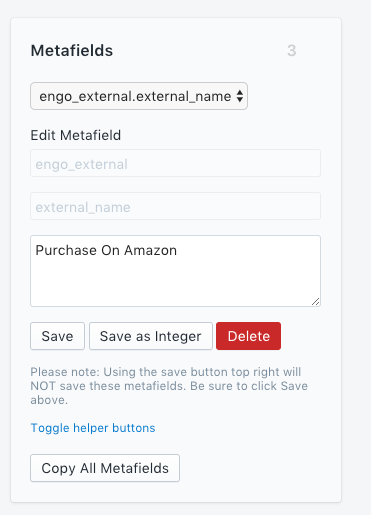 Metafields 3
engo_external.external_name
Edit Metafield
engo_external
external_name
Purchase On Amazon
Save Save as Integer Delete
Please note: Using the save button top right will
NOT save these metafields. Be sure to click Save
above.
Toggle helper buttons
Copy All Metafields